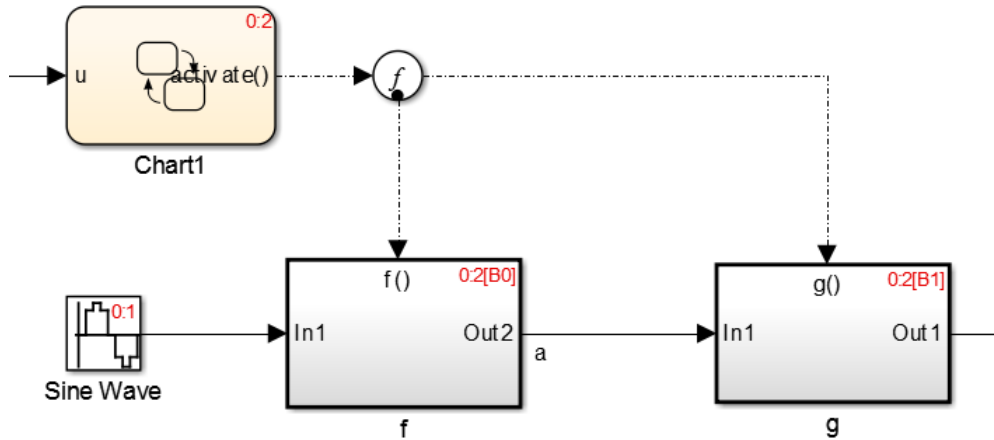 0:2
u
activate()
f
Chart1
f()
0:2[B0]
g()
0:2[B1]
0:1
In1
Out2
a
In1
Out1
Sine Wave
f
g